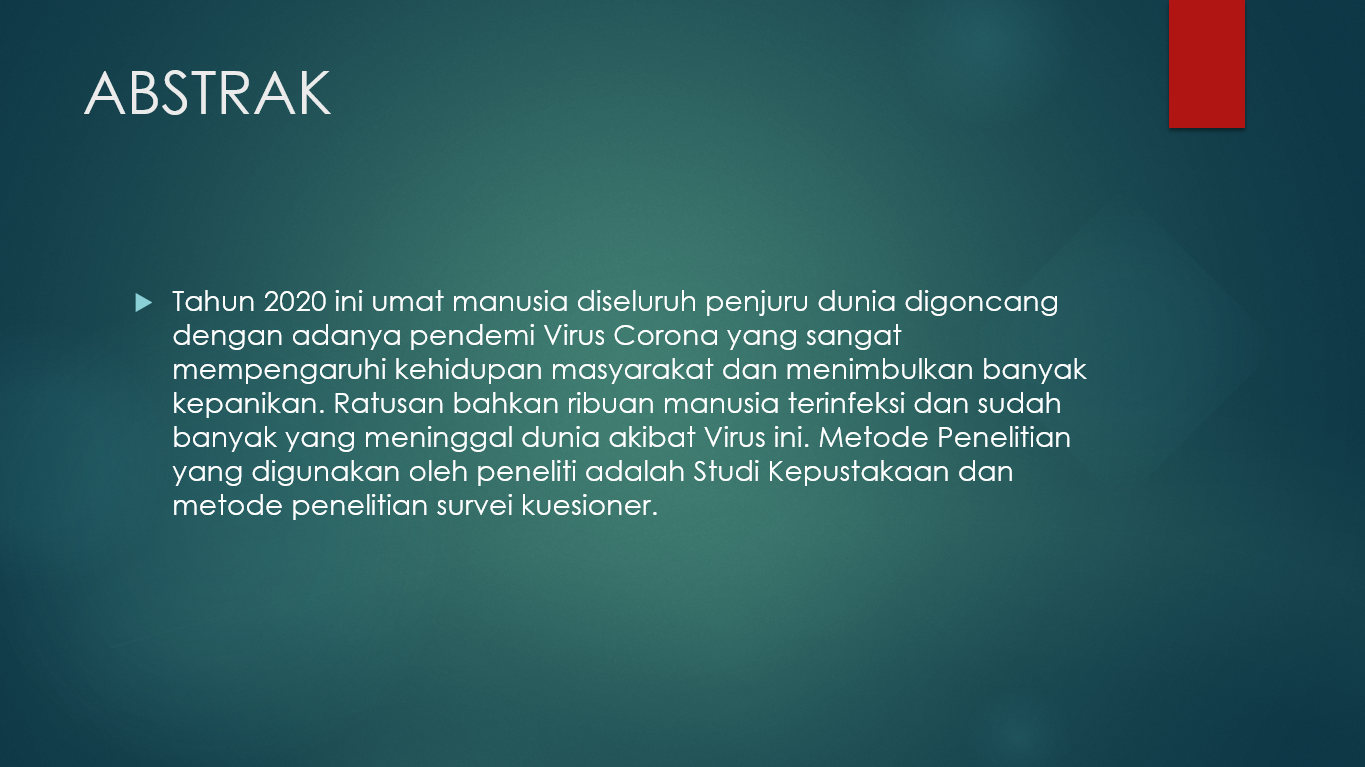 ABSTRAK
Tahun 2020 ini umat manusia diseluruh penjuru dunia digoncang
dengan adanya pendemi Virus Corona yang sangat
mempengaruhi kehidupan masyarakat dan menimbulkan banyak
kepanikan. Ratusan bahkan ribuan manusia terinfeksi dan sudah
banyak yang meninggal dunia akibat Virus ini. Metode Penelitian
yang digunakan oleh peneliti adalah Studi Kepustakaan dan
metode penelitian survei kuesioner.